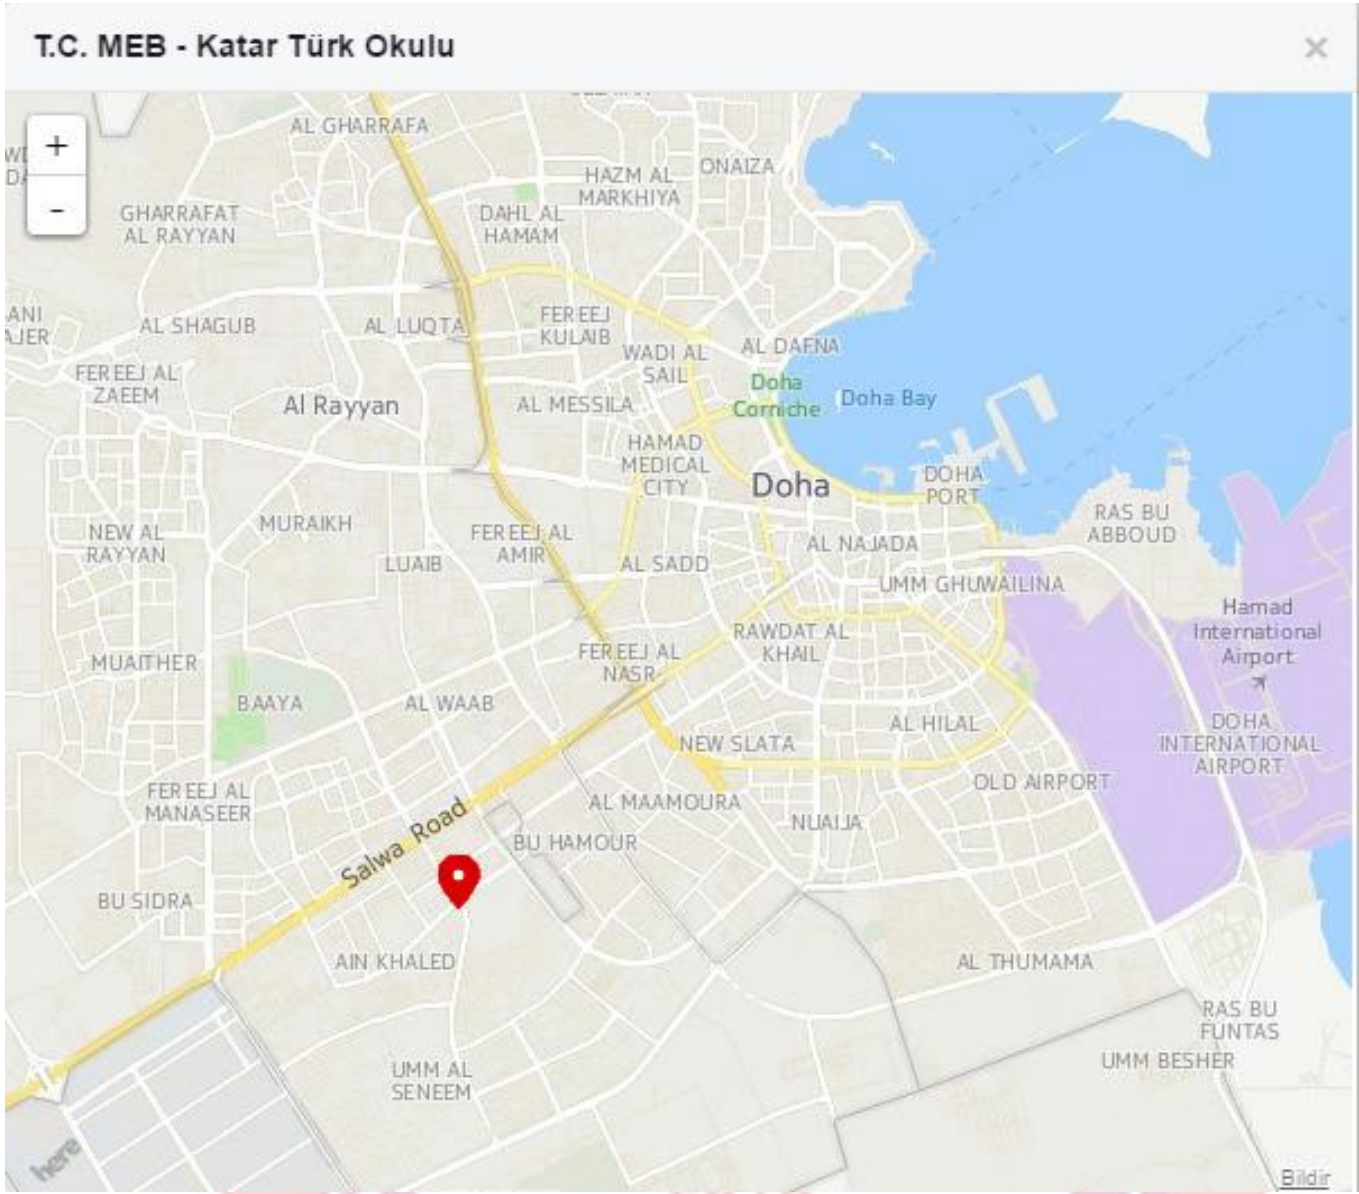 T.C. MEB - Katar Türk Okulu
×
+
-
AL GHARRAFA
ONAIZA
HAZM AL
MARKHIYA
GHARRAFAT
AL RAYYAN
DAHL AL
HAMAM
ANI
AJER
AL SHAGUB
AL LUQTA
FEREEJ
KULAIB
WADI AL
SAIL
AL DAFNA
FEREEJ AL
ZAEEM
Al Rayyan
AL MESSILA
Doha
Corniche
Doha Bay
HAMAD
MEDICAL
CITY
Doha
DOHA
PORT
RAS BU
ABBOUD
NEW AL
RAYYAN
MURAIKH
FEREEJ AL
AMIR
LUAIB
AL SADD
AL NAJADA
UMM GHUWAILINA
Hamad
International
Airport
RAWDAT AL
KHAIL
FEREEJ AL
NASR
MUAITHER
BAAYA
AL WAAB
NEW SLATA
AL HILAL
DOHA
INTERNATIONAL
AIRPORT
OLD AIRPORT
FEREEJ AL
MANASEER
AL MAAMOURA
NUAIJA
Salwa Road
BU HAMOUR
BU SIDRA
AIN KHALED
AL THUMAMA
RAS BU
FUNTAS
UMM BESHER
UMM AL
SENEEM
here
Bildir